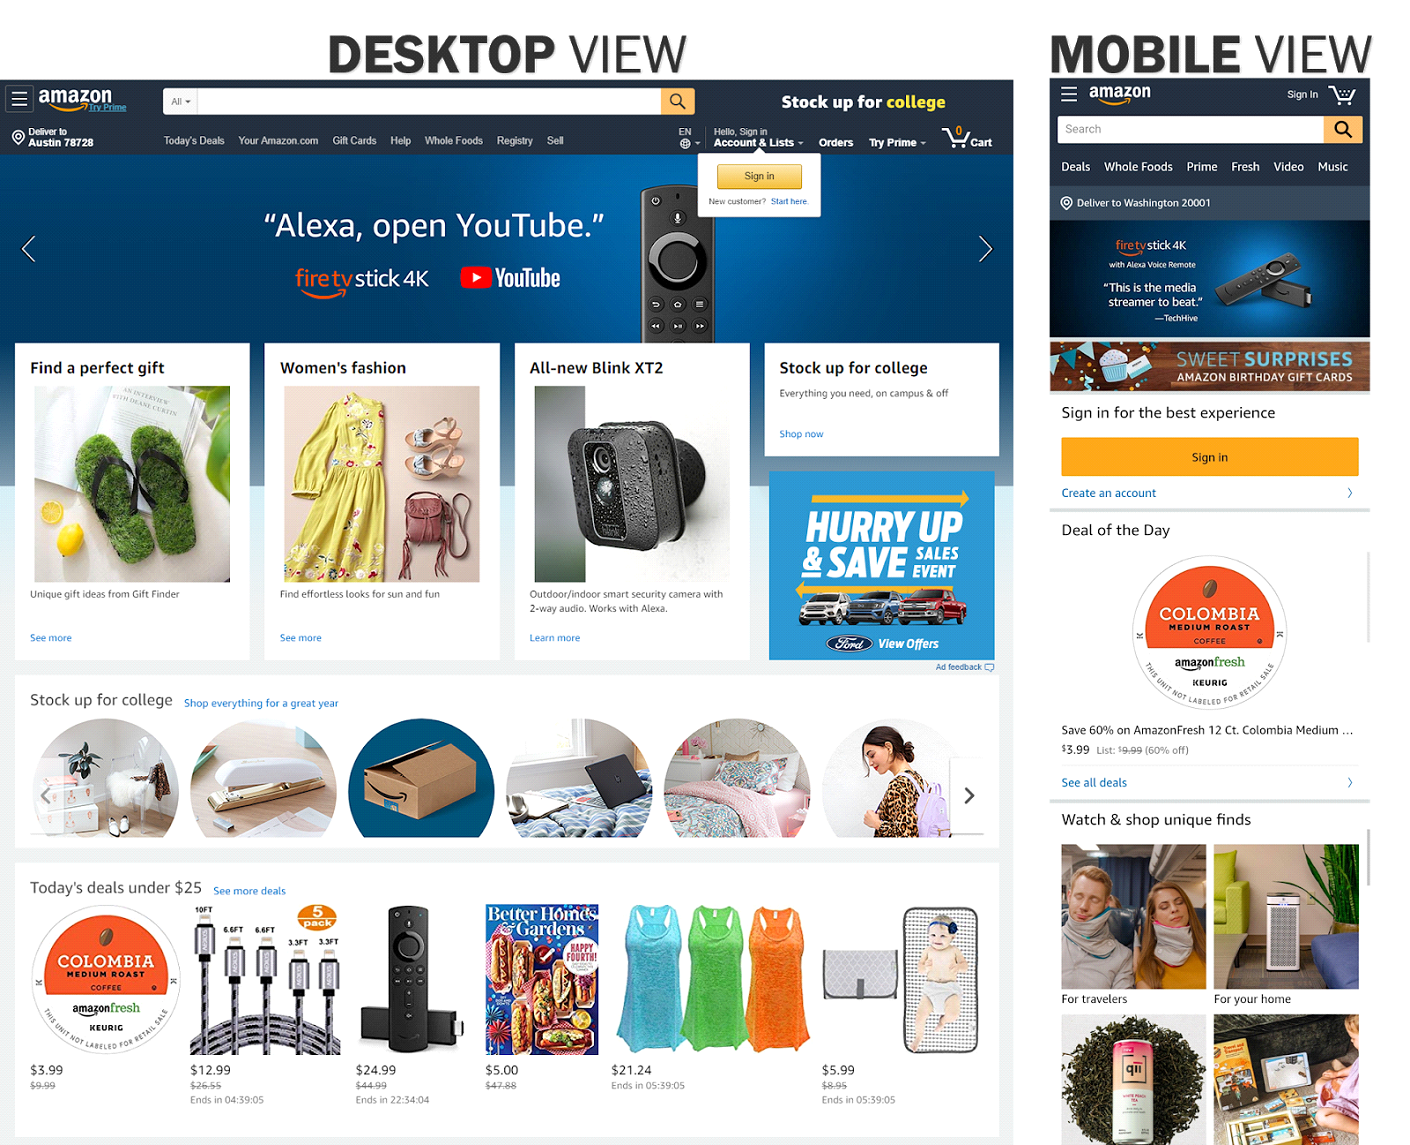 DESKTOP VIEW
amazon
Try Prime
All
Stock up for college
Deliver to
Austin 78728
Today's Deals Your Amazon.com Gift Cards Help Whole Foods Registry Sell
EN
Hello, Sign in
Account & Lists
Orders
Try Prime
0
Cart
Sign in
New customer? Start here.
“Alexa, open YouTube.”
fire tv stick 4K
YouTube
Find a perfect gift
AN INTERVIEW
WITH DEANE CURTIN
Unique gift ideas from Gift Finder
See more
Women's fashion
Find effortless looks for sun and fun
See more
All-new Blink XT2
Outdoor/indoor smart security camera with
2-way audio. Works with Alexa.
Learn more
Stock up for college
Everything you need, on campus & off
Shop now
HURRY UP
& SAVE SALES
EVENT
Ford View Offers
Ad feedback
Stock up for college Shop everything for a great year
Today's deals under $25 See more deals
COLOMBIA
MEDIUM ROAST
COFFEE
amazonfresh
KEURIG
THIS UNIT NOT LABELED FOR RETAIL SALE
$3.99
$9.99
10FT
6.6FT 6.6FT
3.3FT 3.3FT
5
pack
$12.99
$26.55
Ends in 04:39:05
$24.99
$44.99
Ends in 22:34:04
Better Homes
& Gardens
HAPPY
FOURTH!
$5.00
$47.88
$21.24
Ends in 05:39:05
$5.99
$8.95
Ends in 05:39:05
MOBILE VIEW
amazon
Sign In
Search
Deals Whole Foods Prime Fresh Video Music
Deliver to Washington 20001
fire tv stick 4K
with Alexa Voice Remote
“This is the media
streamer to beat.”
—TechHive
SWEET SURPRISES
AMAZON BIRTHDAY GIFT CARDS
Sign in for the best experience
Sign in
Create an account
Deal of the Day
COLOMBIA
MEDIUM ROAST
COFFEE
amazonfresh
KEURIG
THIS UNIT NOT LABELED FOR RETAIL SALE
Save 60% on AmazonFresh 12 Ct. Colombia Medium ...
$3.99 List: $9.99 (60% off)
See all deals
Watch & shop unique finds
For travelers
For your home
WHITE PEACH
TEA